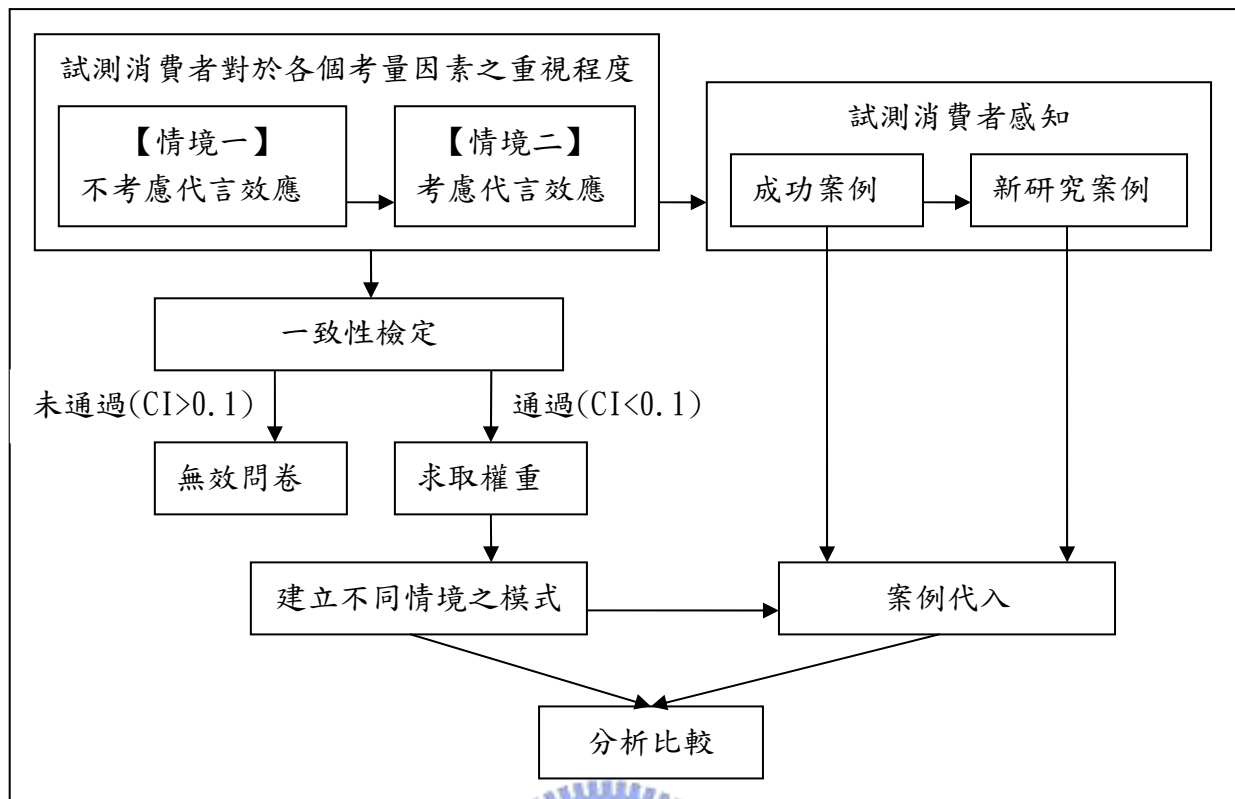 試測消費者對於各個考量因素之重視程度
【情境一】
不考慮代言效應
【情境二】
考慮代言效應
試測消費者感知
成功案例
新研究案例
一致性檢定
未通過(CI>0.1)
通過(CI<0.1)
無效問卷
求取權重
建立不同情境之模式
案例代入
分析比較